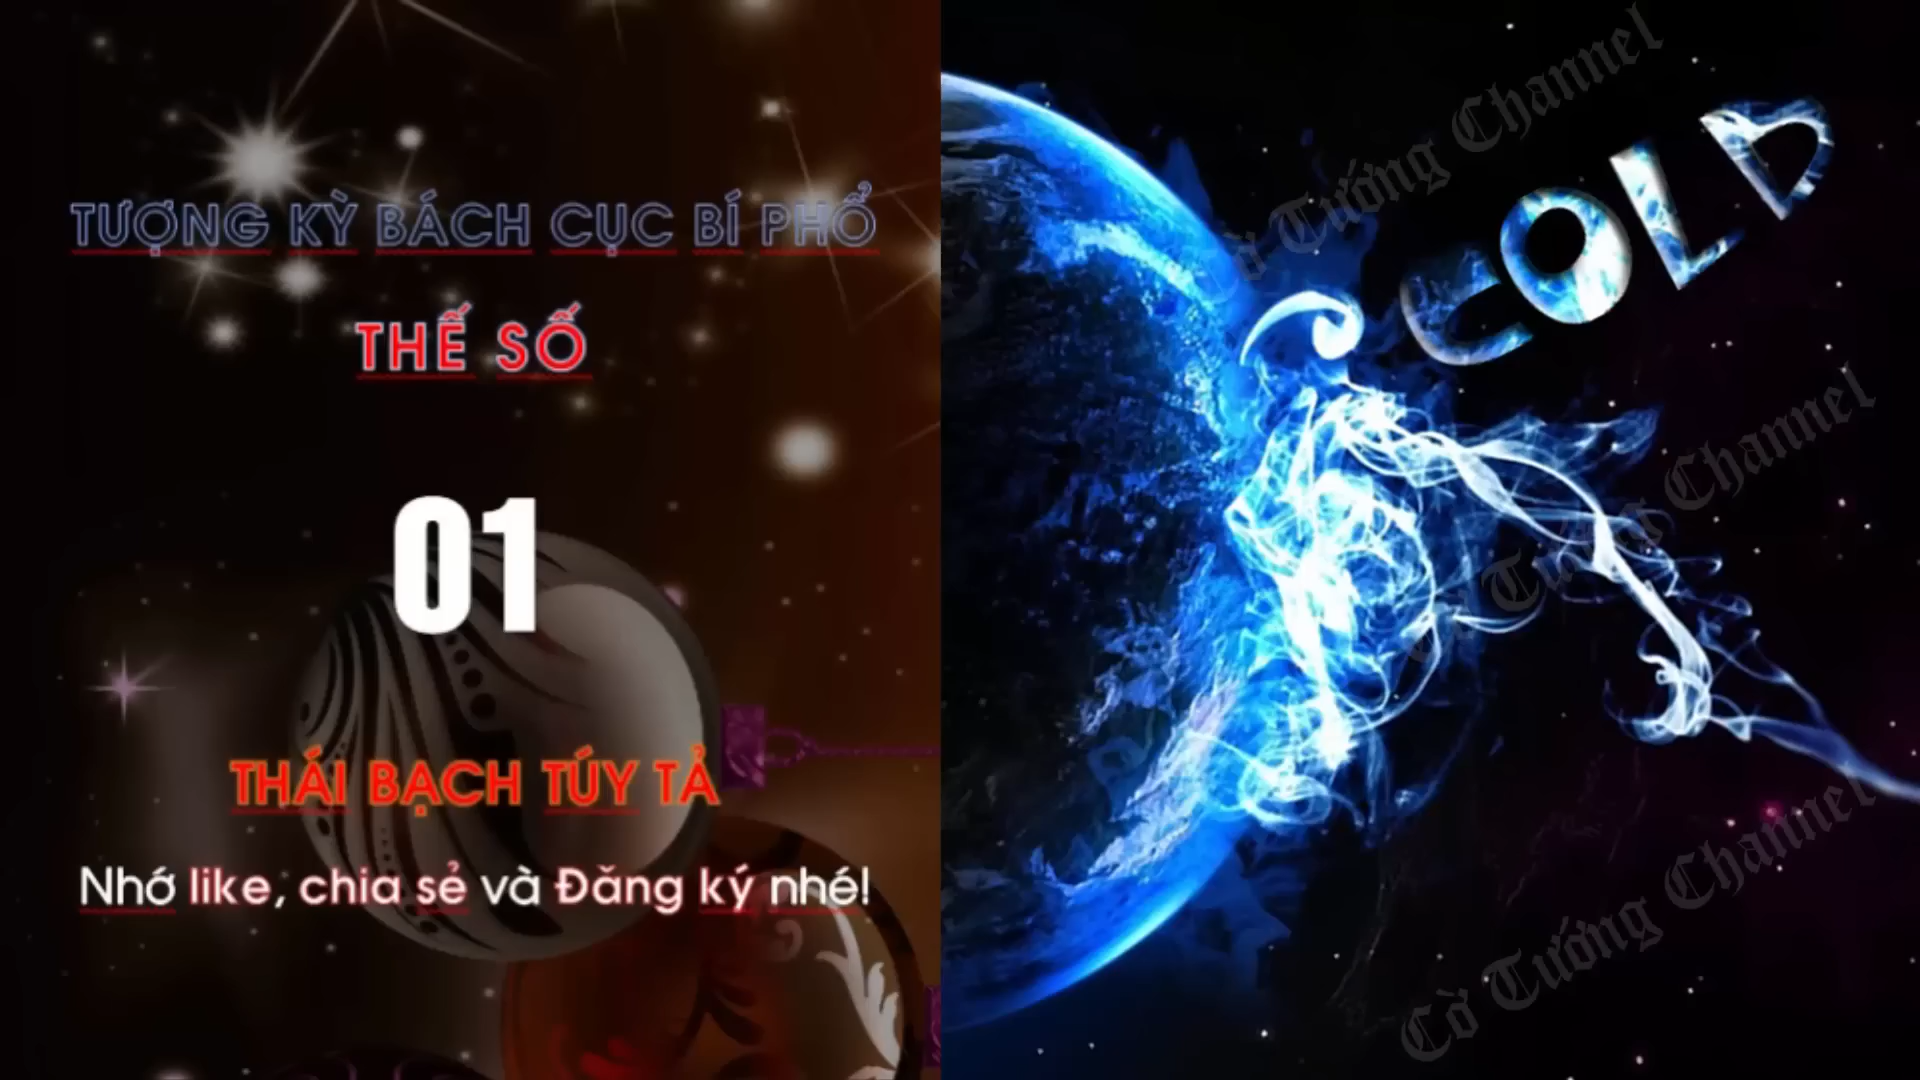 TƯỢNG KỲ BÁCH CỤC BÍ PHỔ
THẾ SỐ
01
THÁI BẠCH TÚY TẢ
Nhớ like, chia sẻ và Đăng ký nhé!
COLD
Cờ Tướng Channel
Cờ Tướng Channel
Cờ Tướng Channel